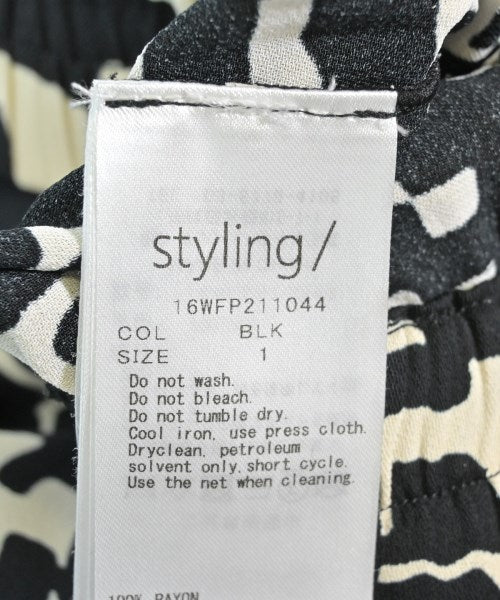 styling/
16WFP211044
COL BLK
SIZE 1
Do not wash.
Do not bleach.
Do not tumble dry.
Cool iron, use press cloth.
Dryclean, petroleum
solvent only, short cycle.
Use the net when cleaning.
100% RAYON